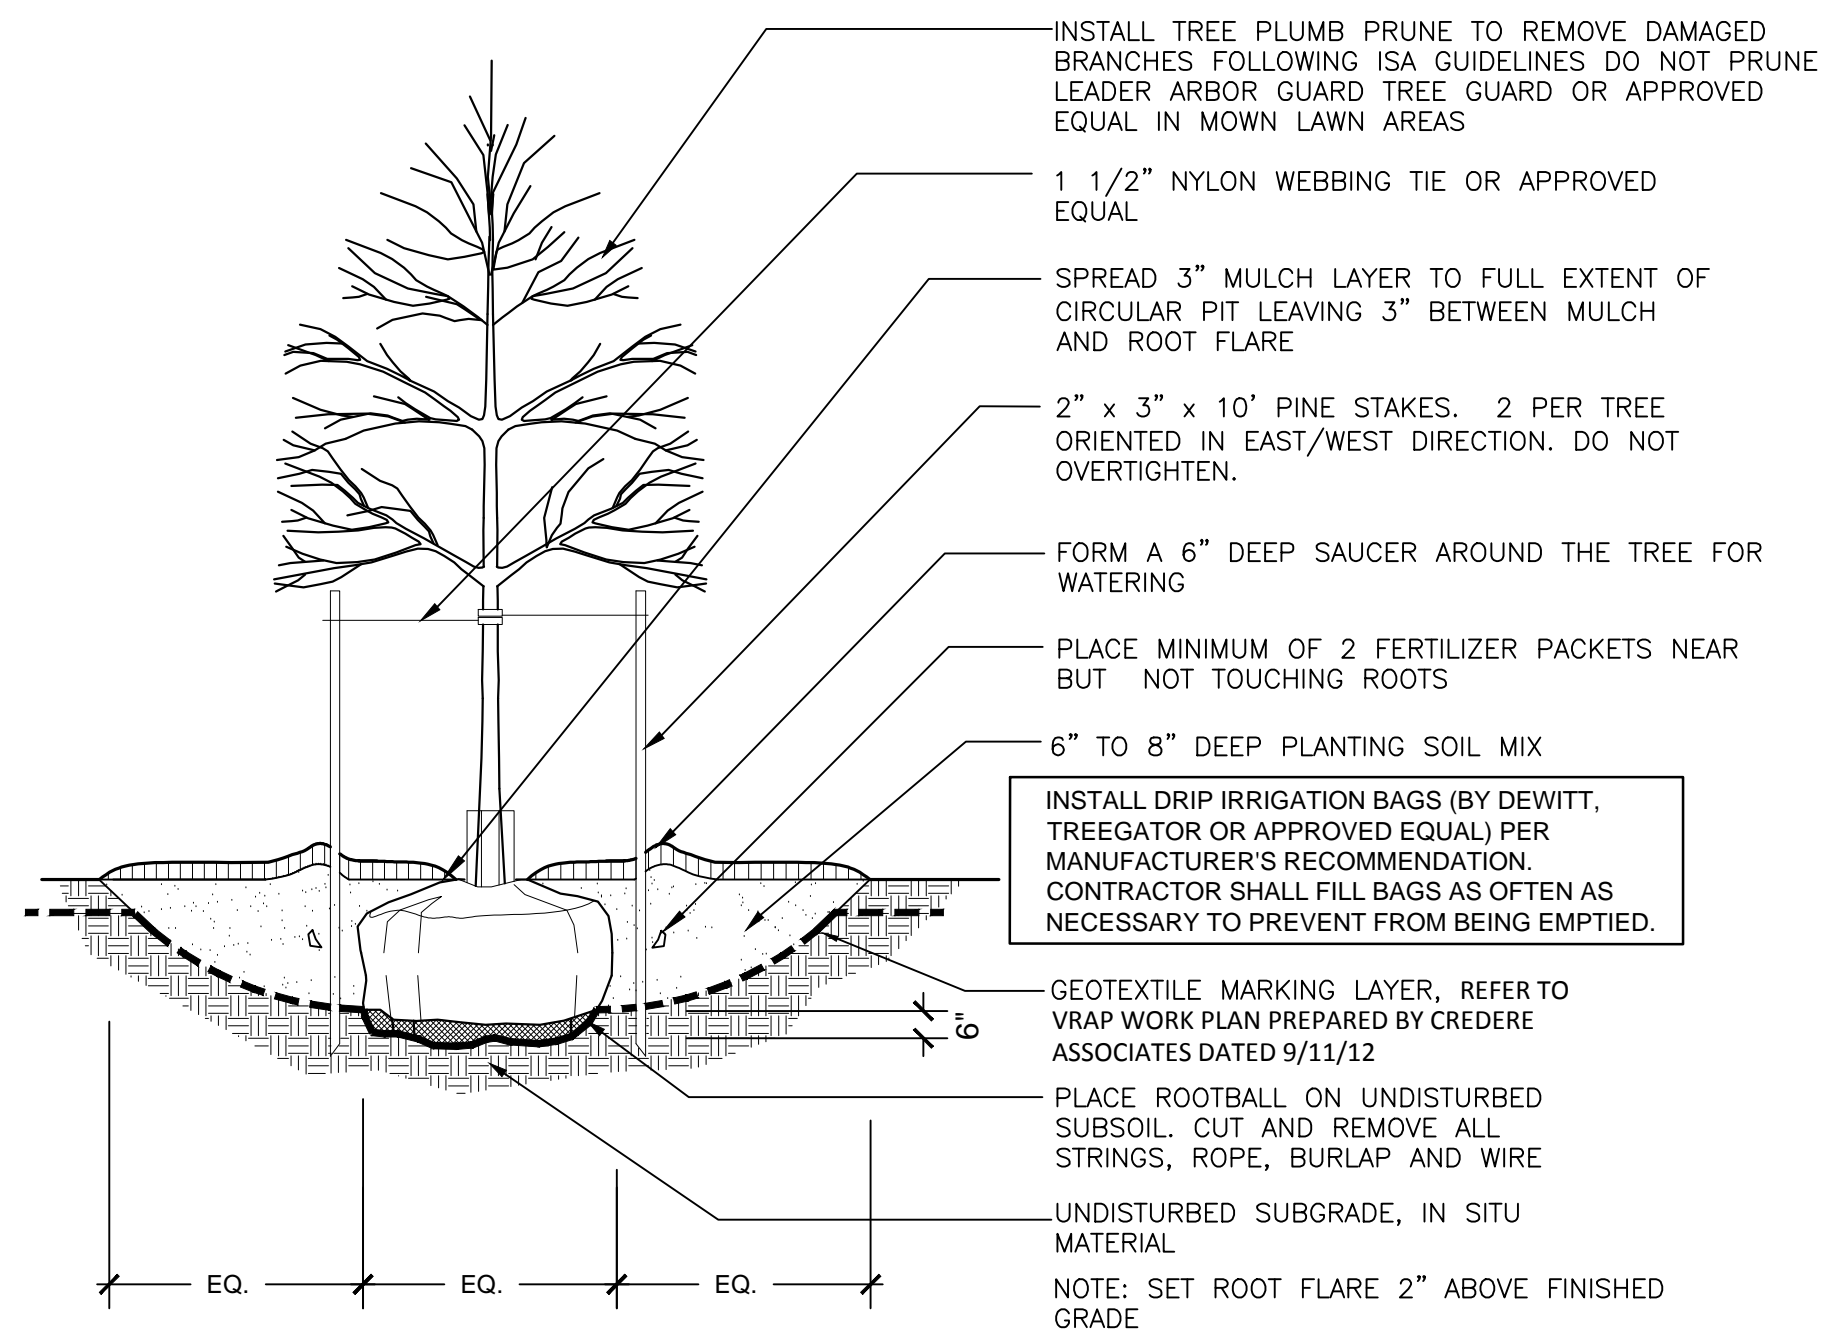 INSTALL TREE PLUMB PRUNE TO REMOVE DAMAGED
BRANCHES FOLLOWING ISA GUIDELINES DO NOT PRUNE
LEADER ARBOR GUARD TREE GUARD OR APPROVED
EQUAL IN MOWN LAWN AREAS
1 1/2" NYLON WEBBING TIE OR APPROVED
EQUAL
SPREAD 3" MULCH LAYER TO FULL EXTENT OF
CIRCULAR PIT LEAVING 3" BETWEEN MULCH
AND ROOT FLARE
2" x 3" x 10' PINE STAKES. 2 PER TREE
ORIENTED IN EAST/WEST DIRECTION. DO NOT
OVERTIGHTEN.
FORM A 6" DEEP SAUCER AROUND THE TREE FOR
WATERING
PLACE MINIMUM OF 2 FERTILIZER PACKETS NEAR
BUT NOT TOUCHING ROOTS
6" TO 8" DEEP PLANTING SOIL MIX
INSTALL DRIP IRRIGATION BAGS (BY DEWITT,
TREEGATOR OR APPROVED EQUAL) PER
MANUFACTURER'S RECOMMENDATION.
CONTRACTOR SHALL FILL BAGS AS OFTEN AS
NECESSARY TO PREVENT FROM BEING EMPTIED.
GEOTEXTILE MARKING LAYER, REFER TO
VRAP WORK PLAN PREPARED BY CREDERE
ASSOCIATES DATED 9/11/12
6"
PLACE ROOTBALL ON UNDISTURBED
SUBSOIL. CUT AND REMOVE ALL
STRINGS, ROPE, BURLAP AND WIRE
UNDISTURBED SUBGRADE, IN SITU
MATERIAL
EQ. EQ. EQ.
NOTE: SET ROOT FLARE 2" ABOVE FINISHED
GRADE